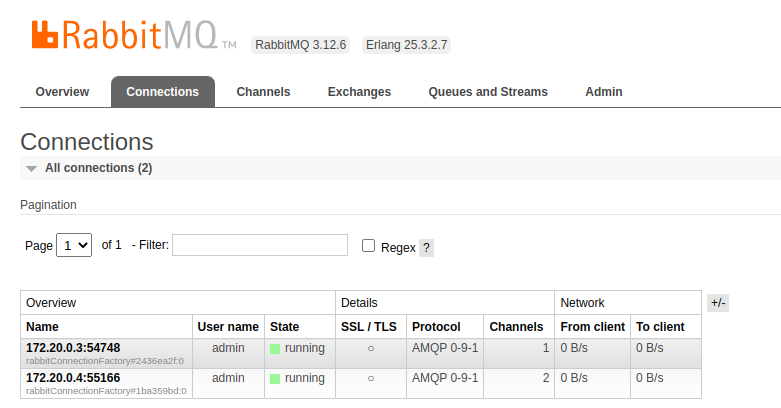 RabbitMQ TM RabbitMQ 3.12.6 Erlang 25.3.2.7
Overview Connections Channels Exchanges Queues and Streams Admin
Connections
All connections (2)
Pagination
Page 1 of 1 - Filter: Regex ?
Overview Details Network +/-
Name User name State SSL / TLS Protocol Channels From client To client
172.20.0.3:54748 admin running ○ AMQP 0-9-1 1 0 B/s 0 B/s
rabbitConnectionFactory#2436ea2f:0
172.20.0.4:55166 admin running ○ AMQP 0-9-1 2 0 B/s 0 B/s
rabbitConnectionFactory#1ba359bd:0